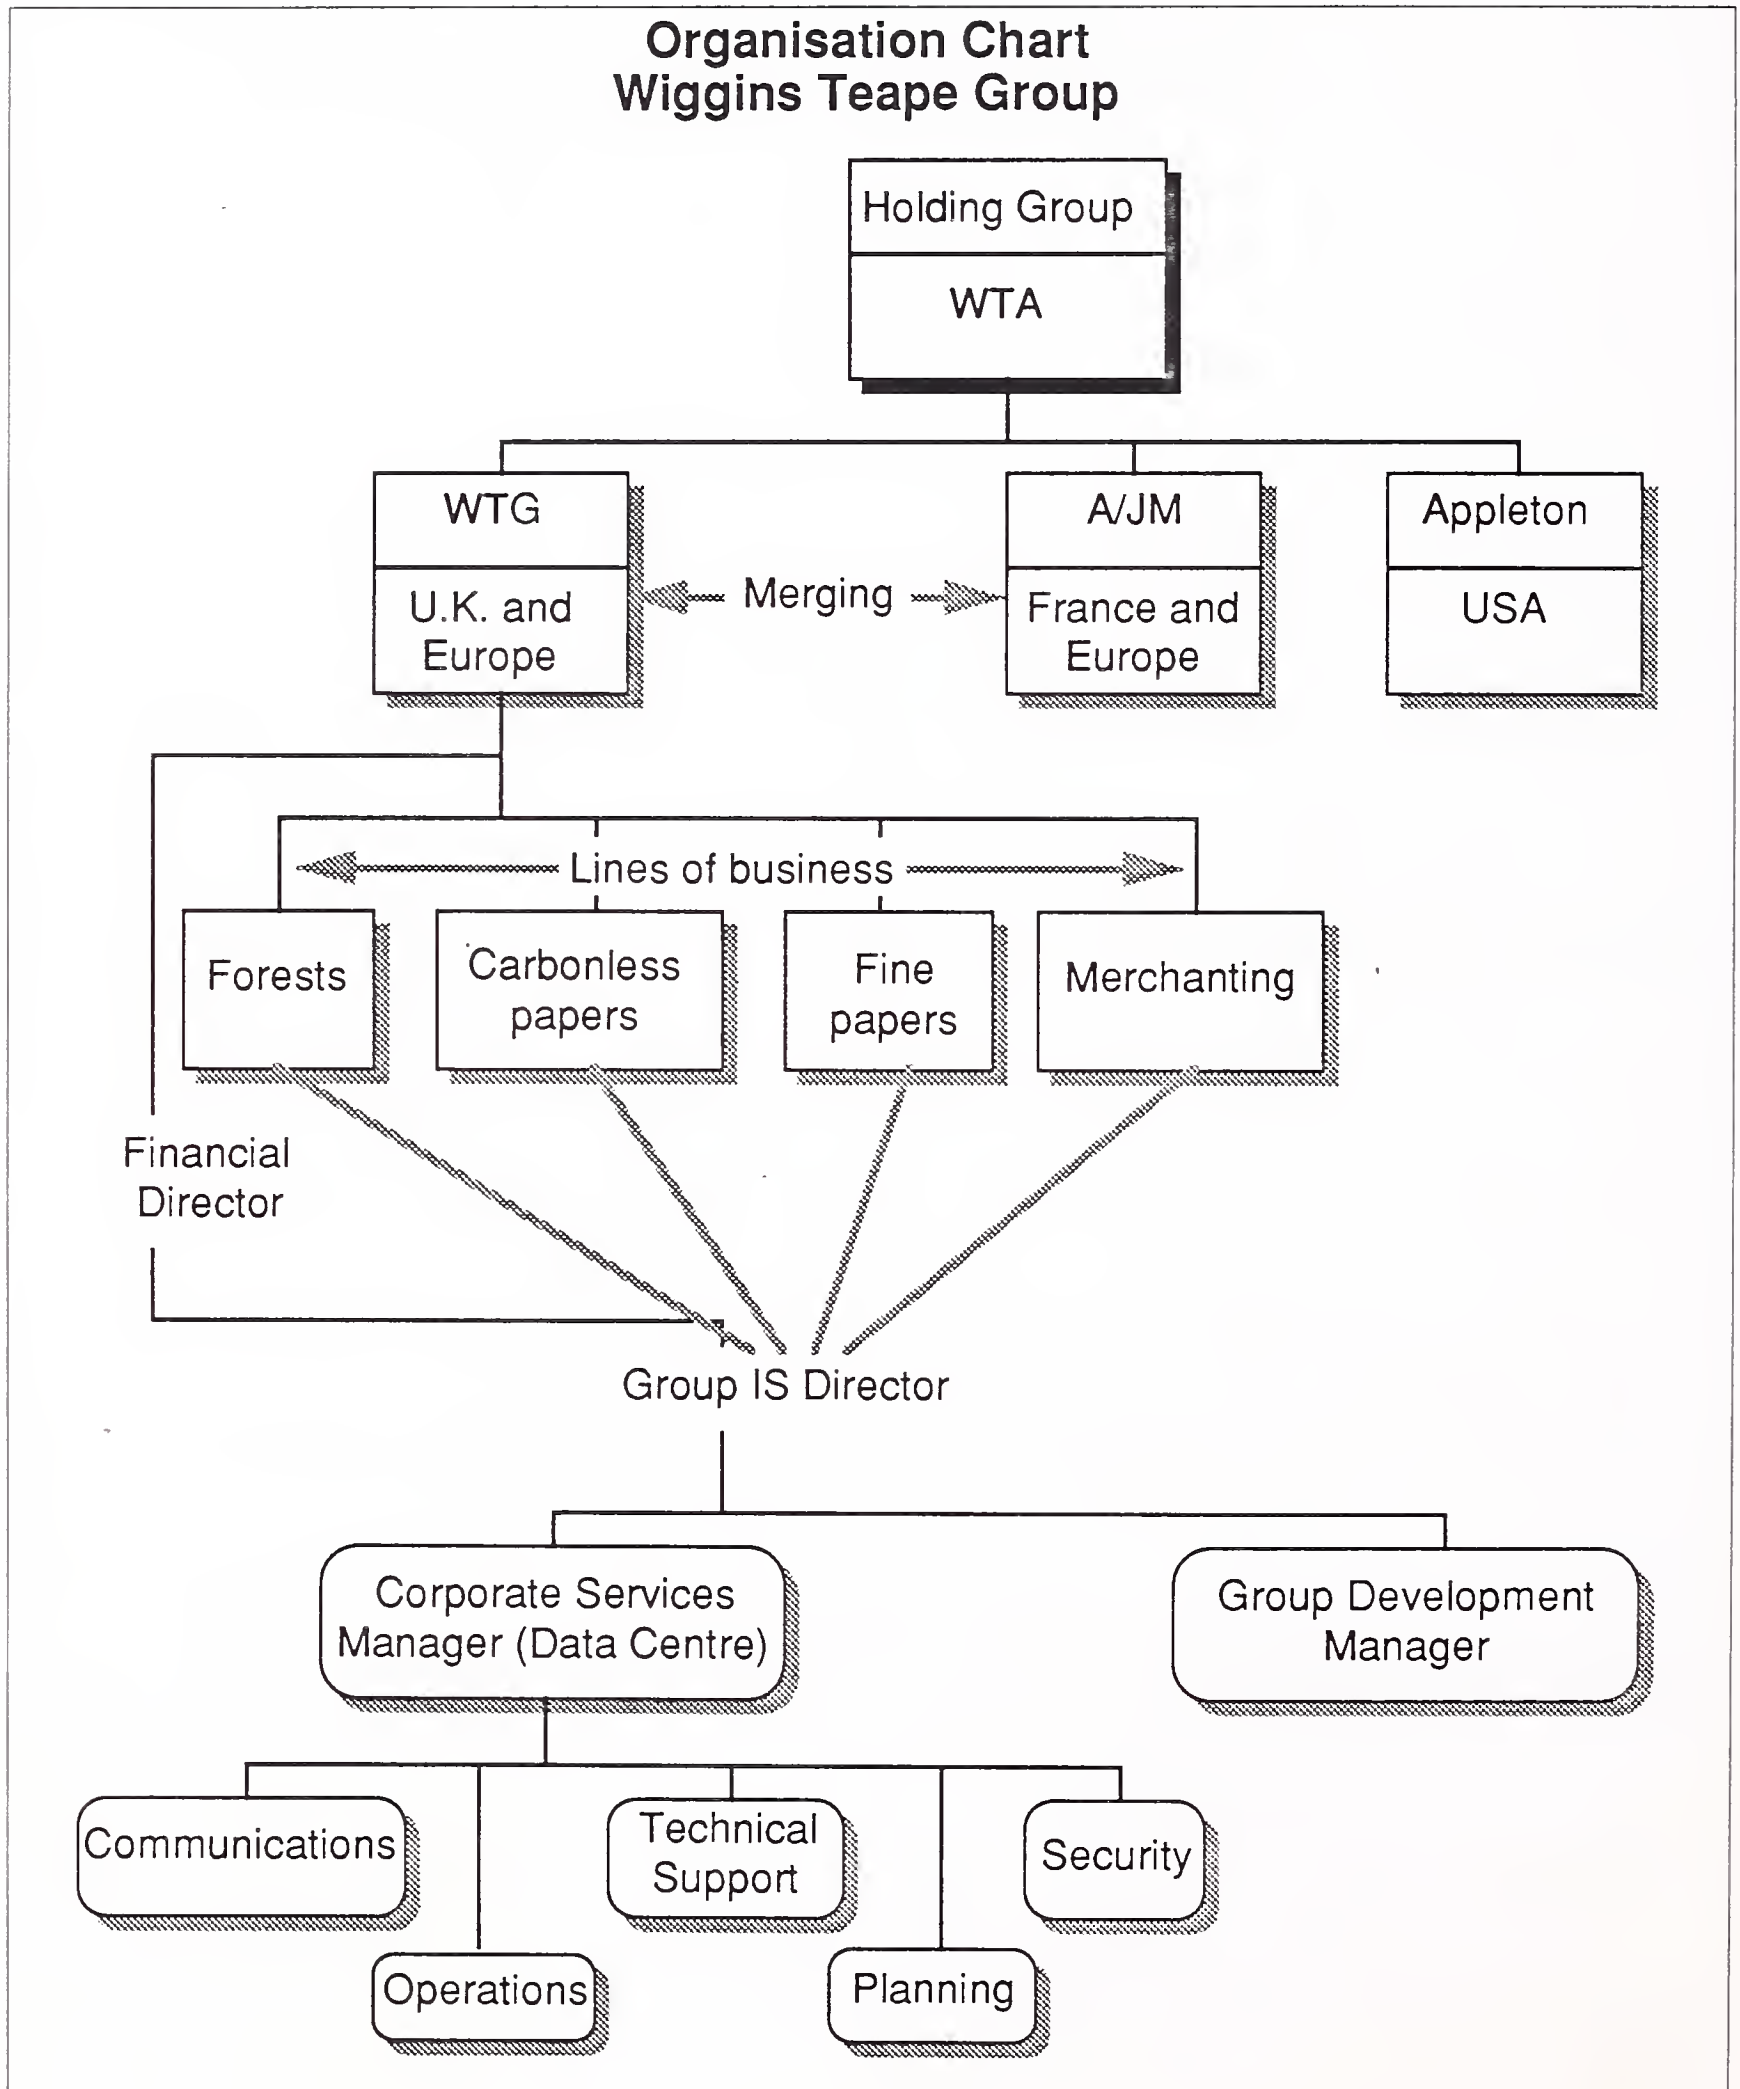 Organisation Chart
Wiggins Teape Group
Holding Group
WTA
WTG
A/JM
Appleton
U.K. and
Europe
Merging
France and
Europe
USA
Lines of business
Forests
Carbonless
papers
Fine
papers
Merchanting
Financial
Director
Group IS Director
Corporate Services
Manager (Data Centre)
Group Development
Manager
Communications
Technical
Support
Security
Operations
Planning